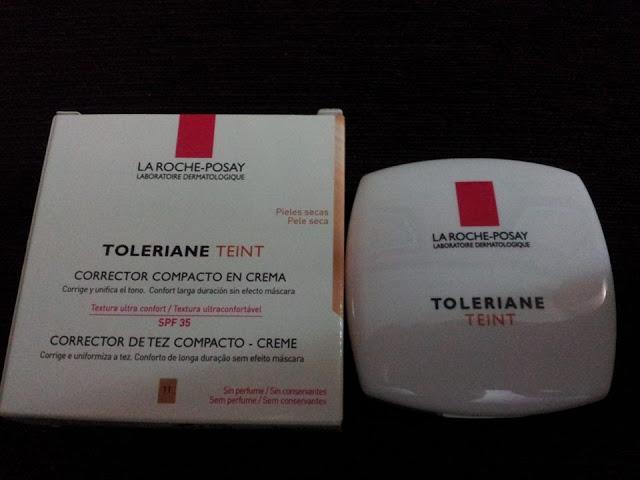 LA ROCHE-POSAY
LABORATOIRE DERMATOLOGIQUE
Pieles secas
Pele seca
TOLERIANE TEINT
CORRECTOR COMPACTO EN CREMA
Corrige y unifica el tono. Confort larga duración sin efecto máscara
Textura ultra confort / Textura ultraconfortável
SPF 35
CORRECTOR DE TEZ COMPACTO - CREME
Corrige e uniformiza a tez. Conforto de longa duração sem efeito máscara
11
Sin perfume / Sin conservantes
Sem perfume / Sem conservantes
LA ROCHE-POSAY
LABORATOIRE DERMATOLOGIQUE
TOLERIANE
TEINT